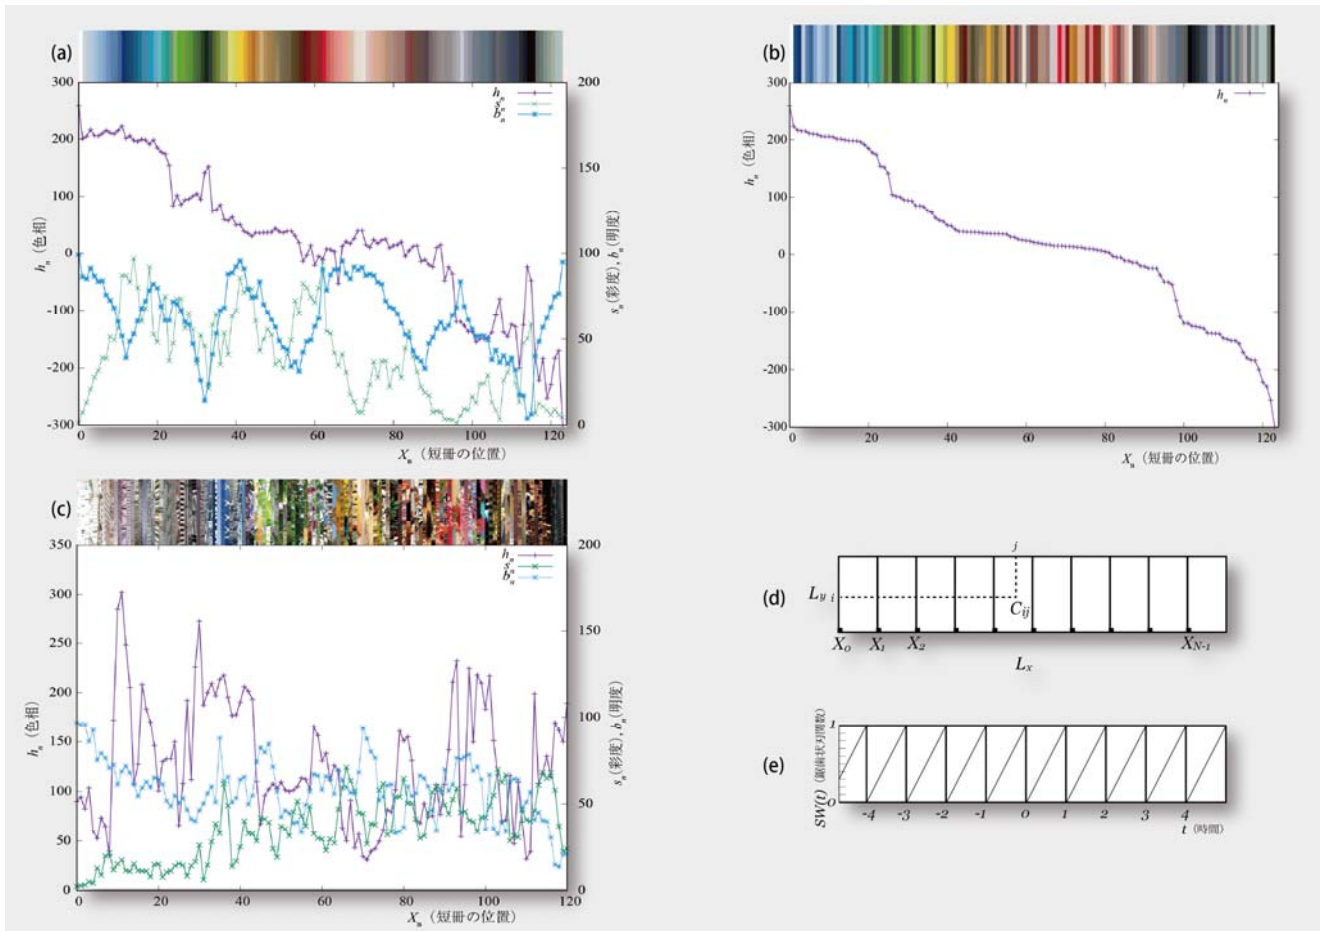 (a)
300
200
100
0
-100
-200
-300
200
150
100
50
0
h_n
s_n
b_n
h_n (色相)
s_n(彩度), b_n(明度)
0 20 40 60 80 100 120
X_n (短冊の位置)
(b)
300
200
100
0
-100
-200
-300
h_n
h_n (色相)
0 20 40 60 80 100 120
X_n (短冊の位置)
(c)
350
300
250
200
150
100
50
0
200
150
100
50
0
h_n
s_n
b_n
h_n (色相)
s_n(彩度), b_n(明度)
0 20 40 60 80 100 120
X_n (短冊の位置)
(d)
j
L_y i
C_ij
X_0 X_1 X_2 X_N-1
L_x
(e)
SW(t) (鋸歯状刃関数)
1
0
-4 -3 -2 -1 0 1 2 3 4
t (時間)